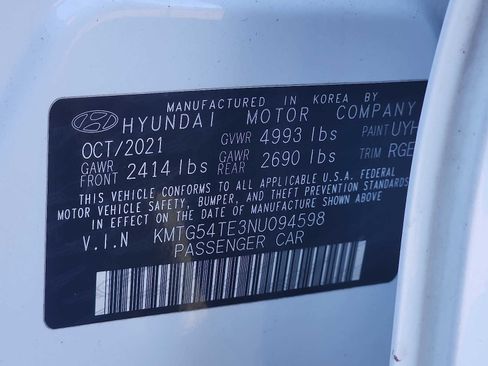 MANUFACTURED IN KOREA BY
HYUNDAI MOTOR COMPANY
OCT/2021 GVWR 4993 lbs PAINT UYH
GAWR FRONT 2414 lbs GAWR REAR 2690 lbs TRIM RGE
THIS VEHICLE CONFORMS TO ALL APPLICABLE U.S.A. FEDERAL
MOTOR VEHICLE SAFETY, BUMPER, AND THEFT PREVENTION STANDARDS
IN EFFECT ON THE DATE OF MANUFACTURE SHOWN ABOVE.
V.I.N KMTG54TE3NU094598
PASSENGER CAR